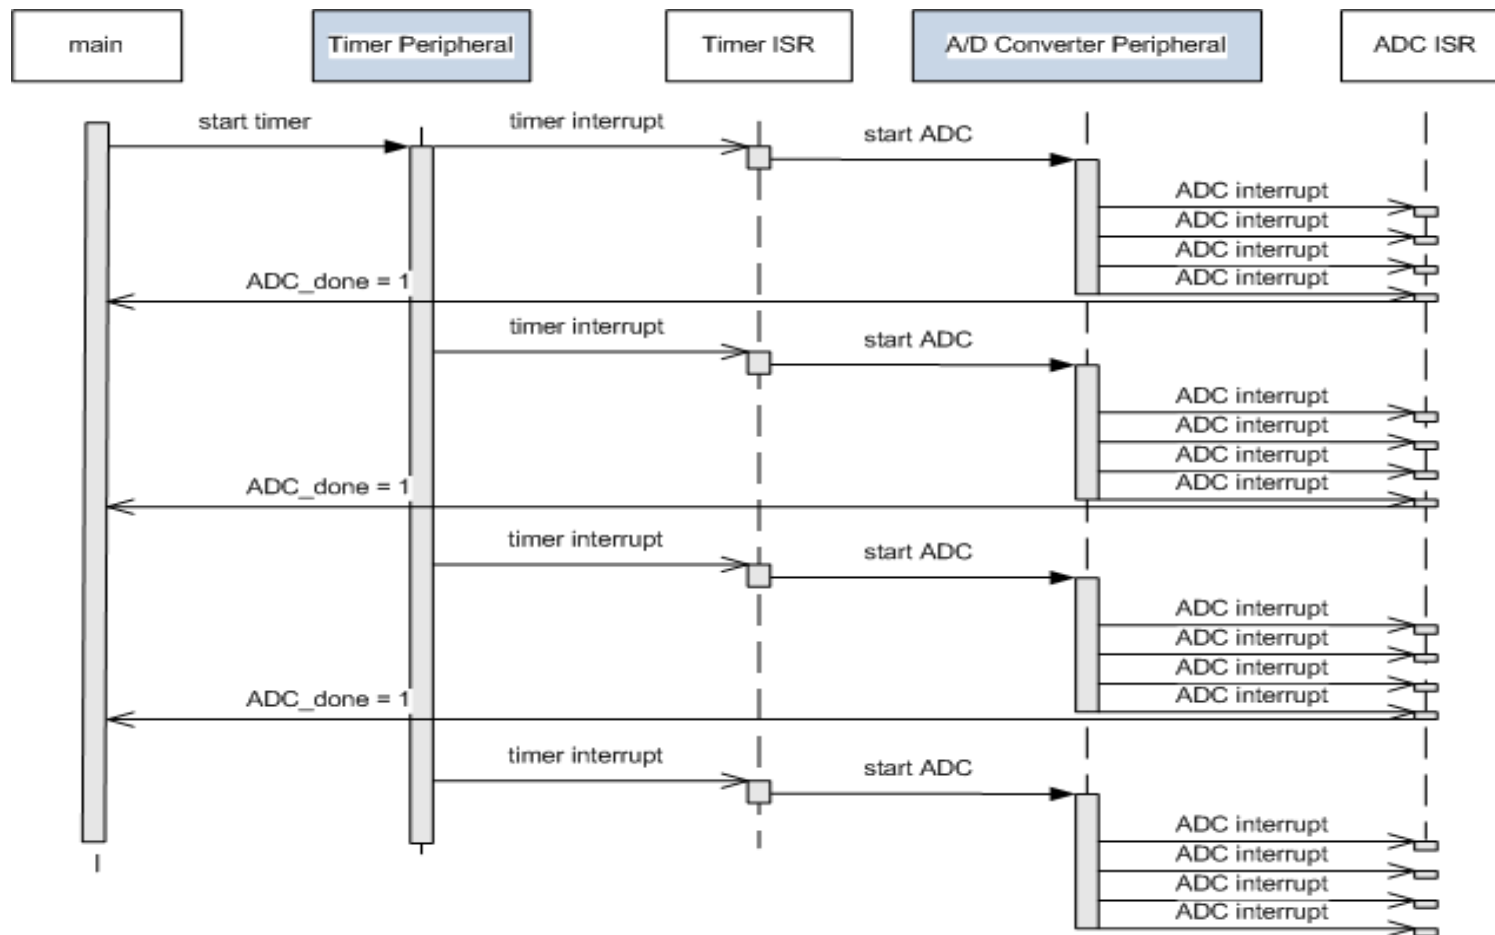 main
Timer Peripheral
Timer ISR
A/D Converter Peripheral
ADC ISR
start timer
timer interrupt
start ADC
ADC interrupt
ADC interrupt
ADC interrupt
ADC interrupt
ADC_done = 1
timer interrupt
start ADC
ADC interrupt
ADC interrupt
ADC interrupt
ADC interrupt
ADC_done = 1
timer interrupt
start ADC
ADC interrupt
ADC interrupt
ADC interrupt
ADC interrupt
ADC_done = 1
timer interrupt
start ADC
ADC interrupt
ADC interrupt
ADC interrupt
ADC interrupt